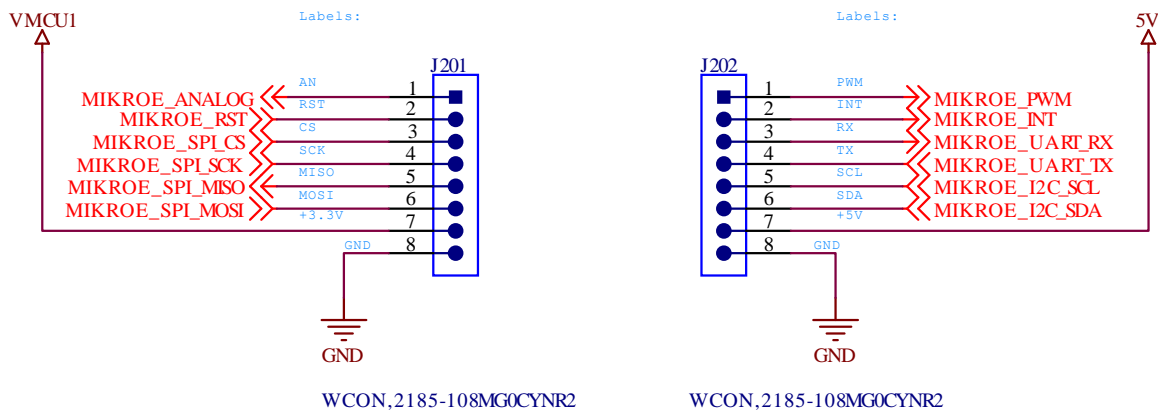 Labels:
Labels:
VMCU1
5V
J201
J202
AN
1
MIKROE_ANALOG
RST
2
MIKROE_RST
CS
3
MIKROE_SPI_CS
SCK
4
MIKROE_SPI_SCK
MISO
5
MIKROE_SPI_MISO
MOSI
6
MIKROE_SPI_MOSI
+3.3V
7
GND
8
GND
WCON,2185-108MG0CYNR2
PWM
1
MIKROE_PWM
INT
2
MIKROE_INT
RX
3
MIKROE_UART_RX
TX
4
MIKROE_UART_TX
SCL
5
MIKROE_I2C_SCL
SDA
6
MIKROE_I2C_SDA
+5V
7
8
GND
GND
WCON,2185-108MG0CYNR2